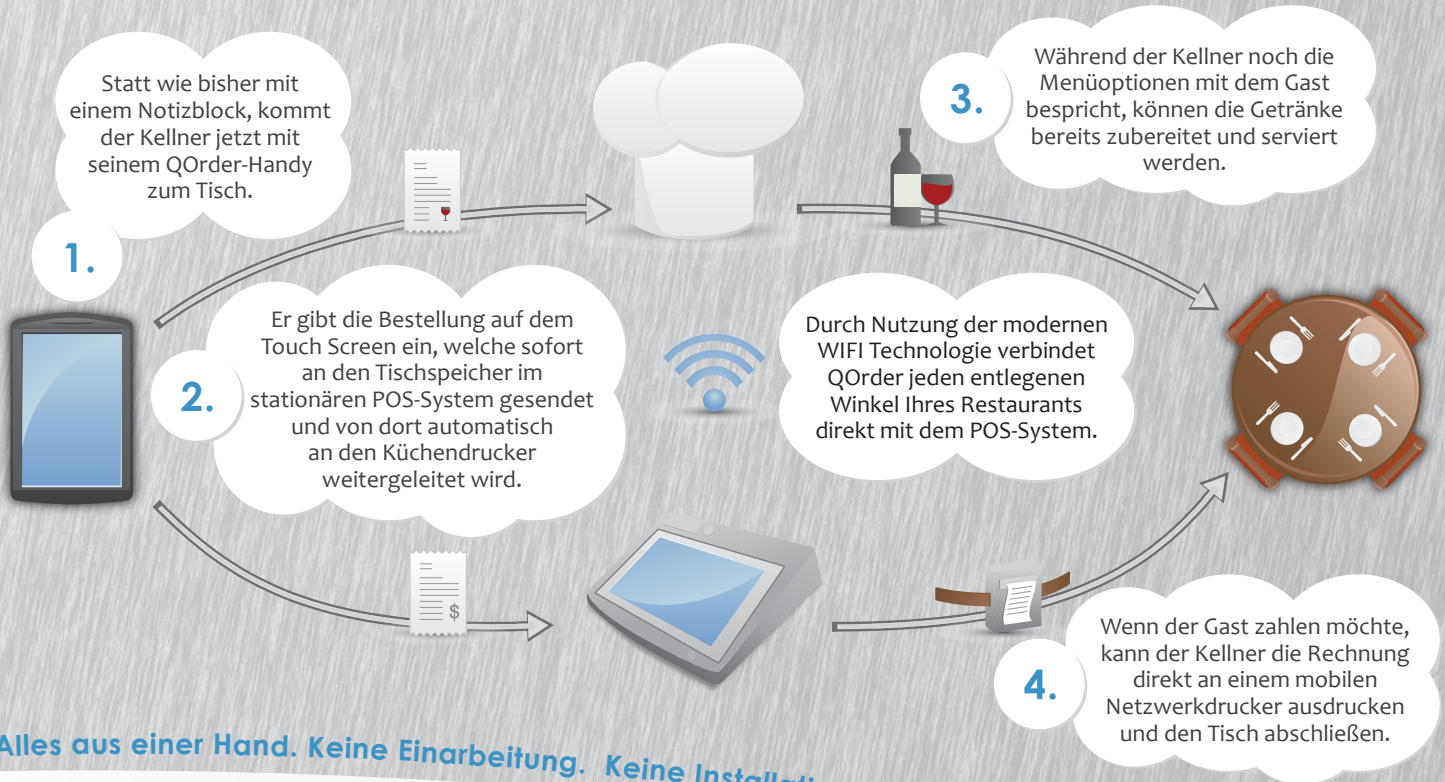 Statt wie bisher mit
einem Notizblock, kommt
der Kellner jetzt mit
seinem QOrder-Handy
zum Tisch.
1.
Er gibt die Bestellung auf dem
Touch Screen ein, welche sofort
an den Tischspeicher im
stationären POS-System gesendet
und von dort automatisch
an den Küchendrucker
weitergeleitet wird.
2.
Während der Kellner noch die
Menüoptionen mit dem Gast
bespricht, können die Getränke
bereits zubereitet und serviert
werden.
3.
Durch Nutzung der modernen
WIFI Technologie verbindet
QOrder jeden entlegenen
Winkel Ihres Restaurants
direkt mit dem POS-System.
$
Wenn der Gast zahlen möchte,
kann der Kellner die Rechnung
direkt an einem mobilen
Netzwerkdrucker ausdrucken
und den Tisch abschließen.
4.
Alles aus einer Hand. Keine Einarbeitung. Keine